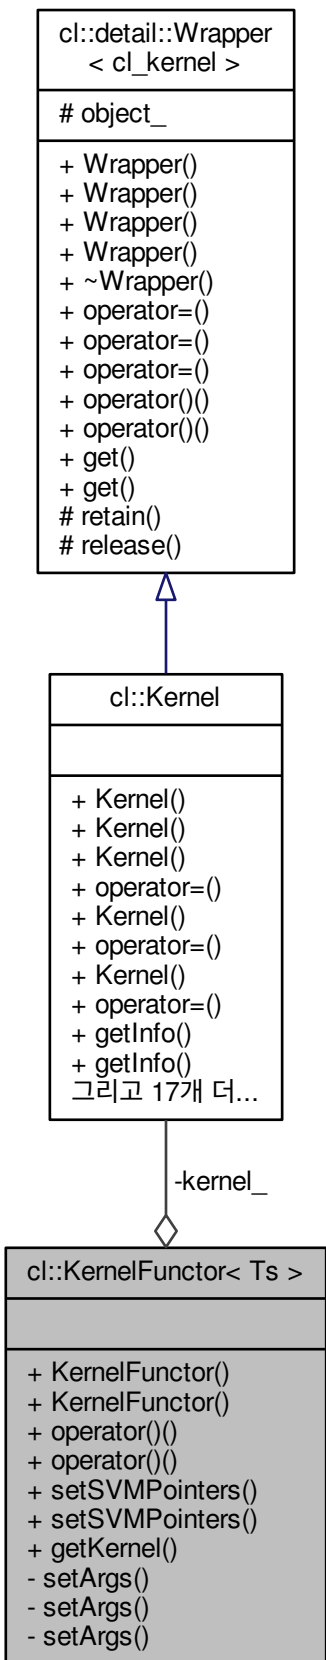 cl::detail::Wrapper
< cl_kernel >
# object_
+ Wrapper()
+ Wrapper()
+ Wrapper()
+ Wrapper()
+ ~Wrapper()
+ operator=()
+ operator=()
+ operator=()
+ operator()()
+ operator()()
+ get()
+ get()
# retain()
# release()
cl::Kernel
+ Kernel()
+ Kernel()
+ Kernel()
+ operator=()
+ Kernel()
+ operator=()
+ Kernel()
+ operator=()
+ getInfo()
+ getInfo()
그리고 17개 더...
-kernel_
cl::KernelFunctor< Ts >
+ KernelFunctor()
+ KernelFunctor()
+ operator()()
+ operator()()
+ setSVMPointers()
+ setSVMPointers()
+ getKernel()
- setArgs()
- setArgs()
- setArgs()